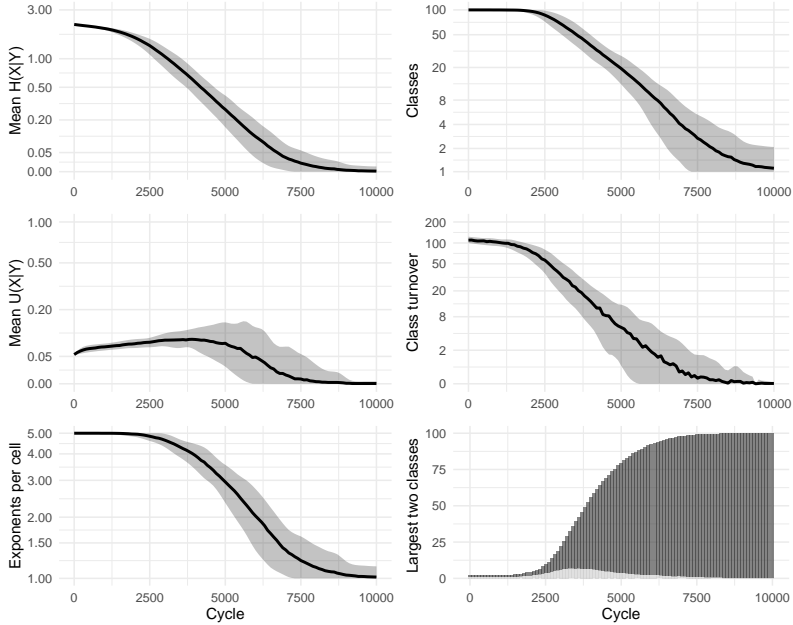 Mean H(X|Y)
3.00
1.00
0.50
0.20
0.05
0.00
0 2500 5000 7500 10000
Classes
100
50
20
8
4
2
1
0 2500 5000 7500 10000
Mean U(X|Y)
1.00
0.50
0.20
0.05
0.00
0 2500 5000 7500 10000
Class turnover
200
100
50
20
8
2
0
0 2500 5000 7500 10000
Exponents per cell
5.00
4.00
3.00
2.00
1.50
1.00
0 2500 5000 7500 10000
Cycle
Largest two classes
100
75
50
25
0
0 2500 5000 7500 10000
Cycle